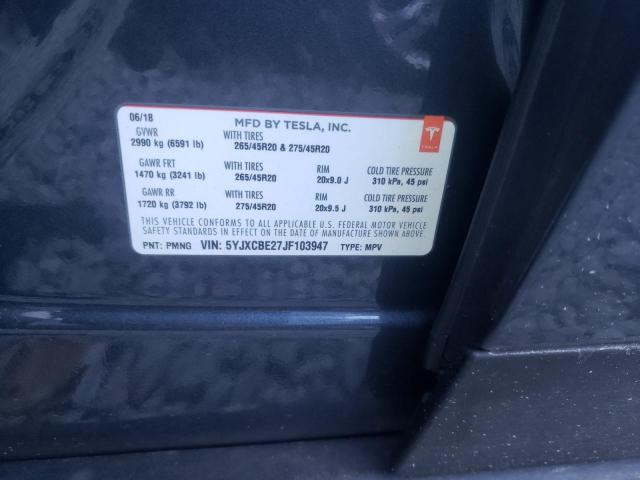 06/18
MFD BY TESLA, INC.
TESLA
GVWR WITH TIRES
2990 kg (6591 lb) 265/45R20 & 275/45R20
GAWR FRT WITH TIRES RIM COLD TIRE PRESSURE
1470 kg (3241 lb) 265/45R20 20x9.0 J 310 kPa, 45 psi
GAWR RR WITH TIRES RIM COLD TIRE PRESSURE
1720 kg (3792 lb) 275/45R20 20x9.5 J 310 kPa, 45 psi
THIS VEHICLE CONFORMS TO ALL APPLICABLE U.S. FEDERAL MOTOR VEHICLE
SAFETY STANDARDS IN EFFECT ON THE DATE OF MANUFACTURE SHOWN ABOVE.
PNT: PMNG VIN: 5YJXCBE27JF103947 TYPE: MPV